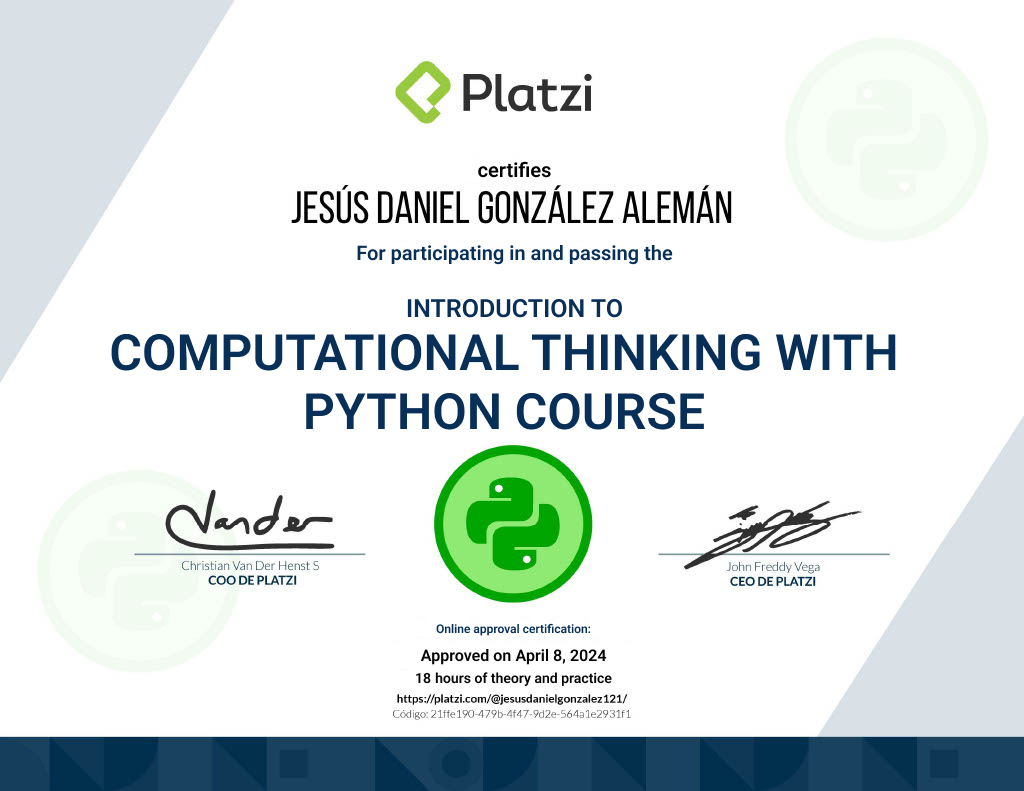 Platzi
certifies
JESÚS DANIEL GONZÁLEZ ALEMÁN
For participating in and passing the
INTRODUCTION TO
COMPUTATIONAL THINKING WITH
PYTHON COURSE
Vander
Christian Van Der Henst S
COO DE PLATZI
John Freddy Vega
CEO DE PLATZI
Online approval certification:
Approved on April 8, 2024
18 hours of theory and practice
https://platzi.com/@jesusdanielgonzalez121/
Código: 21ffe190-479b-4f47-9d2e-564a1e2931f1